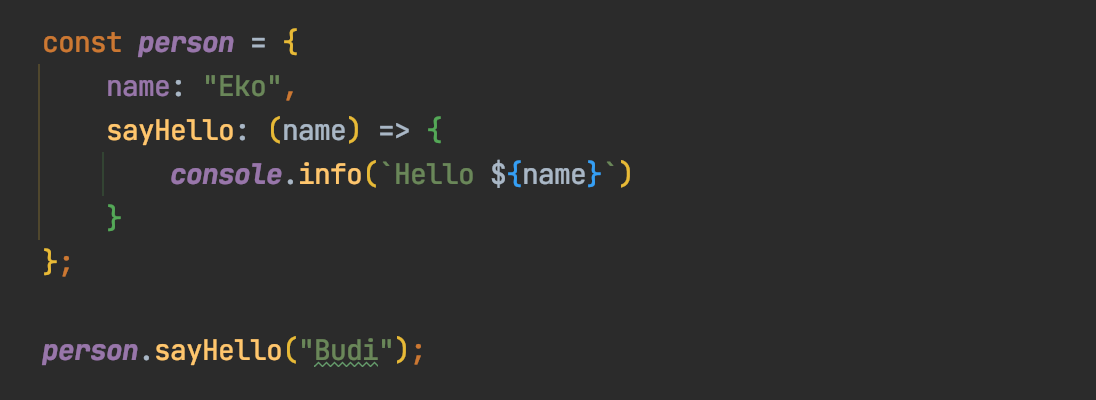 const person = {
    name: "Eko",
    sayHello: (name) => {
        console.info(`Hello ${name}`)
    }
};
person.sayHello("Budi");